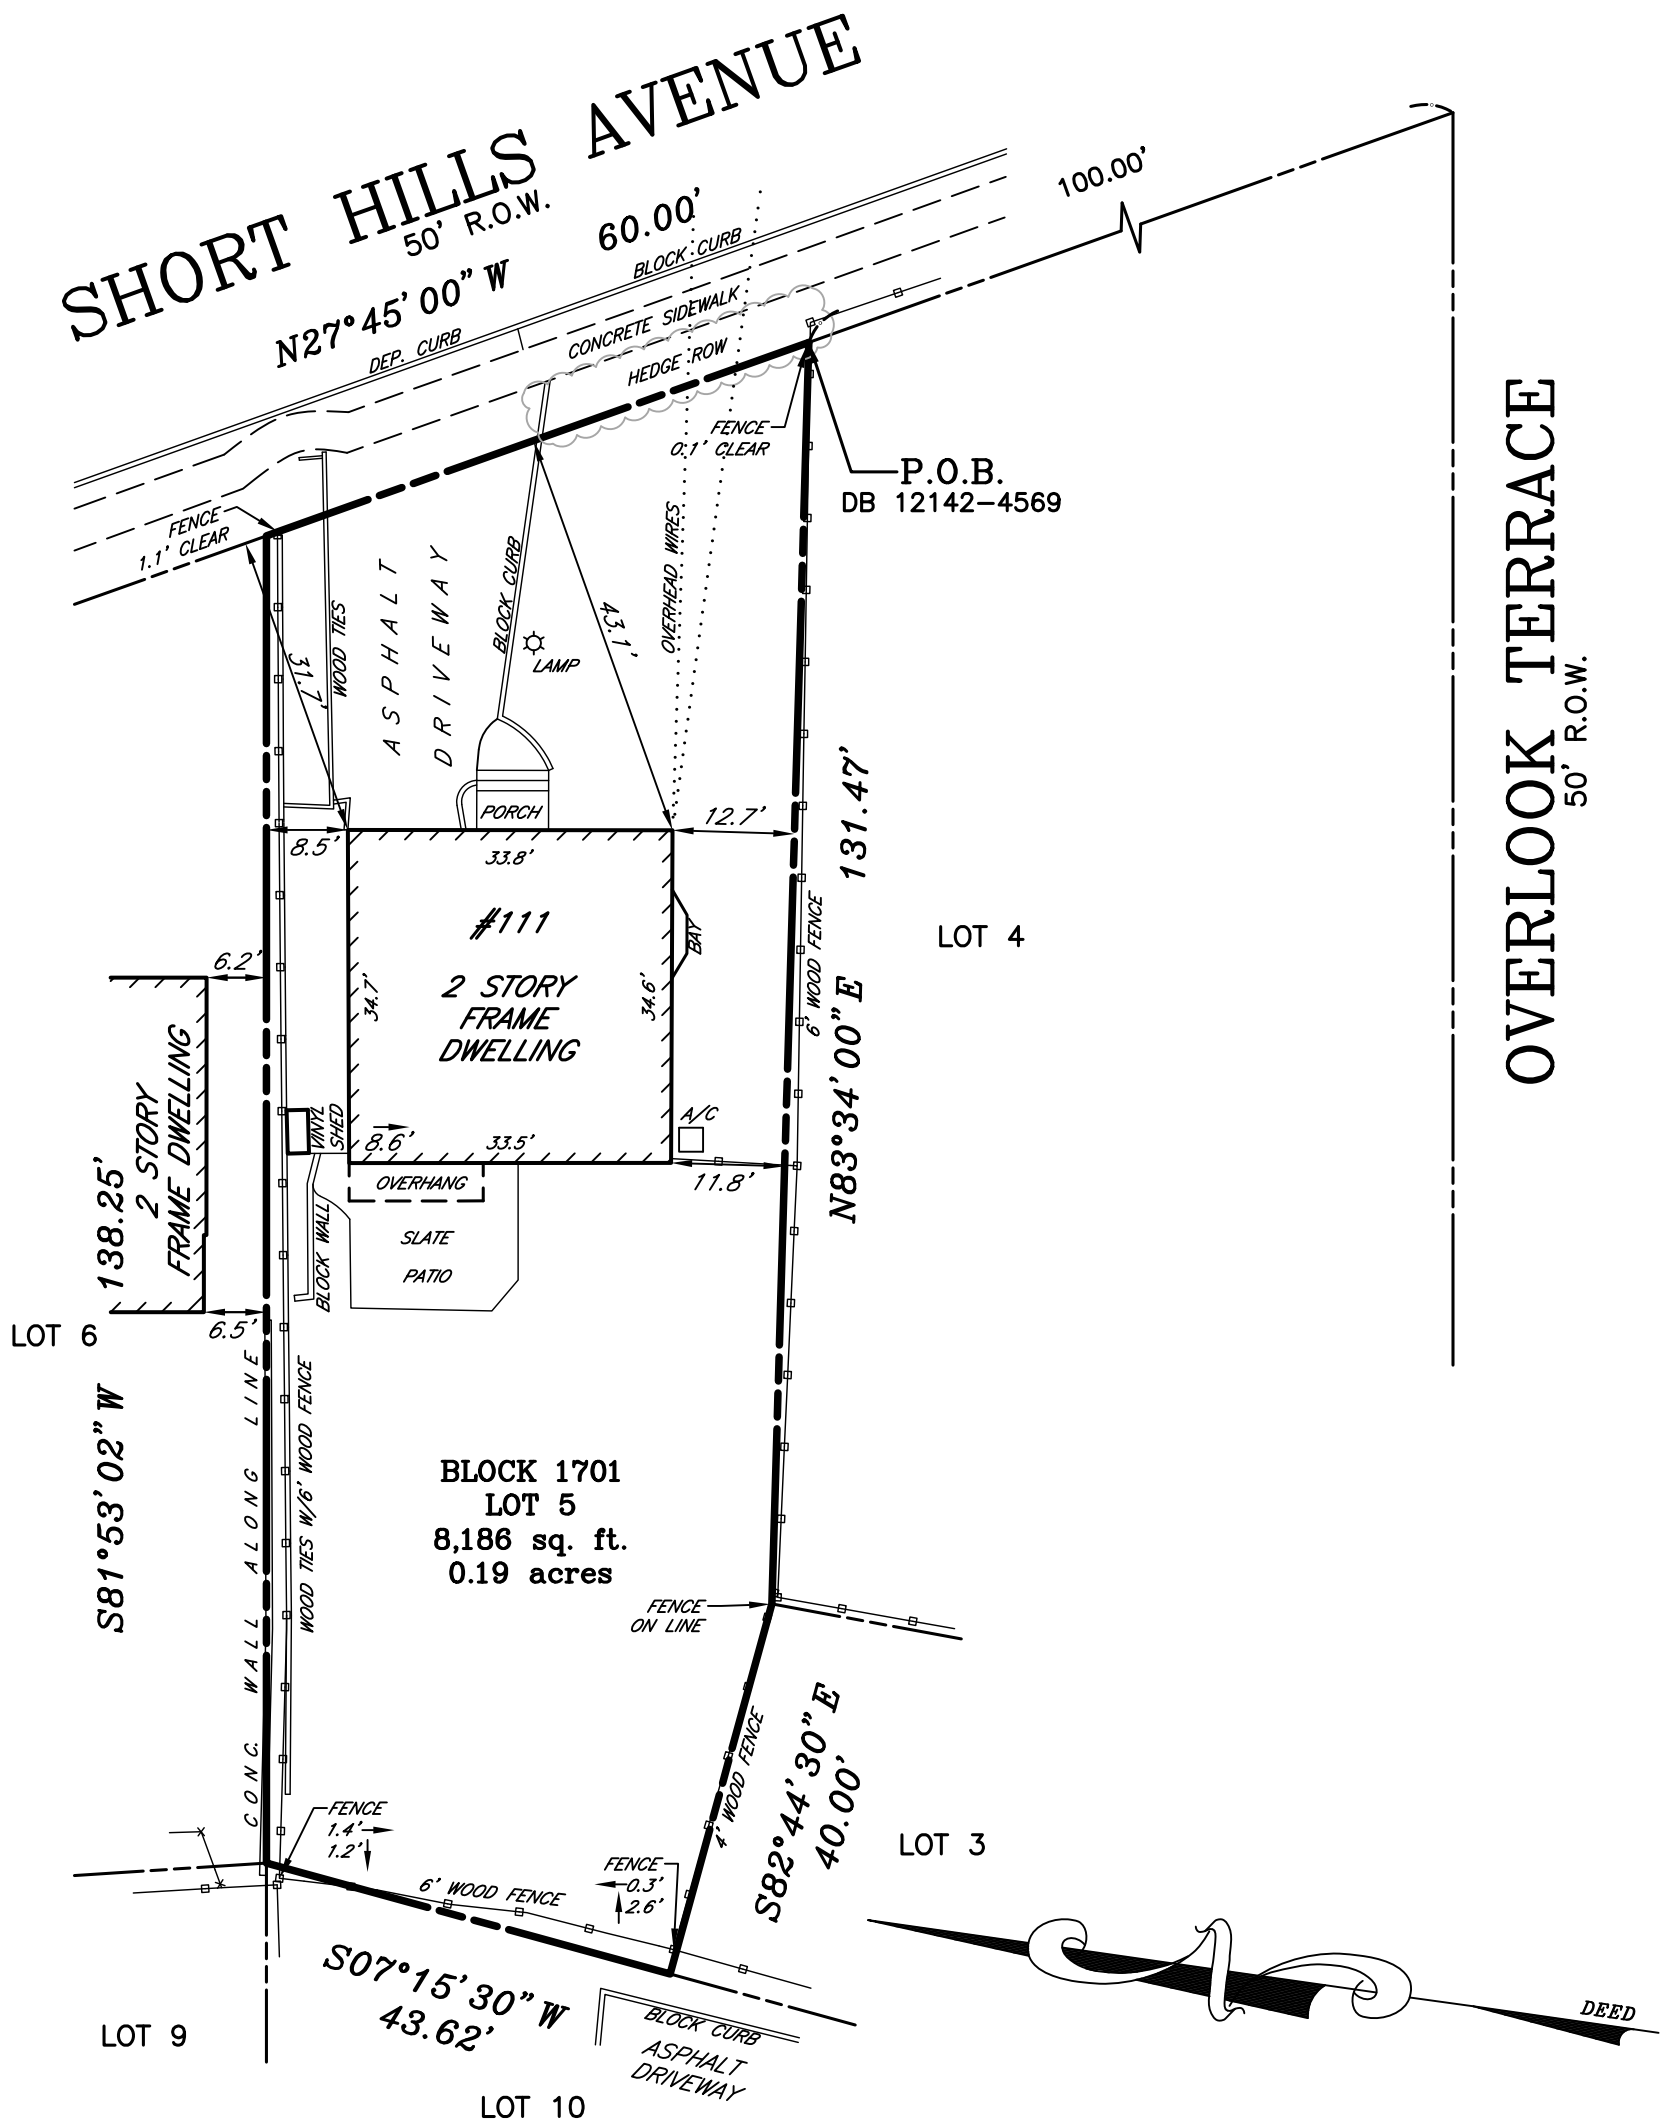 SHORT HILLS AVENUE
50' R.O.W.
N27°45'00"W 60.00'
100.00'
BLOCK CURB
DEP. CURB
CONCRETE SIDEWALK
HEDGE ROW
FENCE
0.1' CLEAR
P.O.B.
DB 12142-4569
FENCE
1.1' CLEAR
OVERLOOK TERRACE
50' R.O.W.
WOOD TIES
ASPHALT
DRIVEWAY
BLOCK CURB
LAMP
OVERHEAD WIRES
31.7'
43.1'
PORCH
12.7'
8.5'
33.8'
131.47'
N83°34'00"E
6' WOOD FENCE
#111
BAY
LOT 4
6.2'
34.7'
2 STORY
FRAME
DWELLING
34.6'
2 STORY
FRAME DWELLING
VINYL
SHED
8.6'
33.5'
A/C
11.8'
OVERHANG
138.25'
S81°53'02"W
SLATE
PATIO
BLOCK WALL
6.5'
LOT 6
CONC. WALL ALONG LINE
WOOD TIES W/6' WOOD FENCE
BLOCK 1701
LOT 5
8,186 sq. ft.
0.19 acres
FENCE
ON LINE
4' WOOD FENCE
S82°44'30"E
40.00'
LOT 3
FENCE
1.4'
1.2'
6' WOOD FENCE
FENCE
0.3'
2.6'
S07°15'30"W
43.62'
DEED
BLOCK CURB
ASPHALT
DRIVEWAY
LOT 9
LOT 10